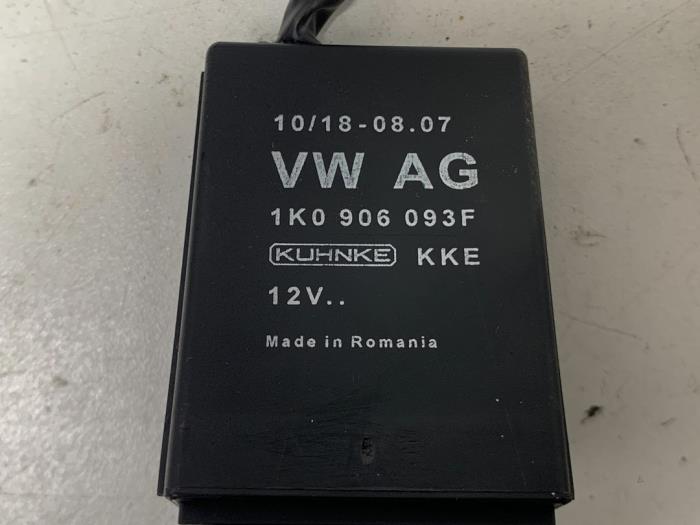 10/18-08.07
VW AG
1K0 906 093F
KUHNKE KKE
12V..
Made in Romania